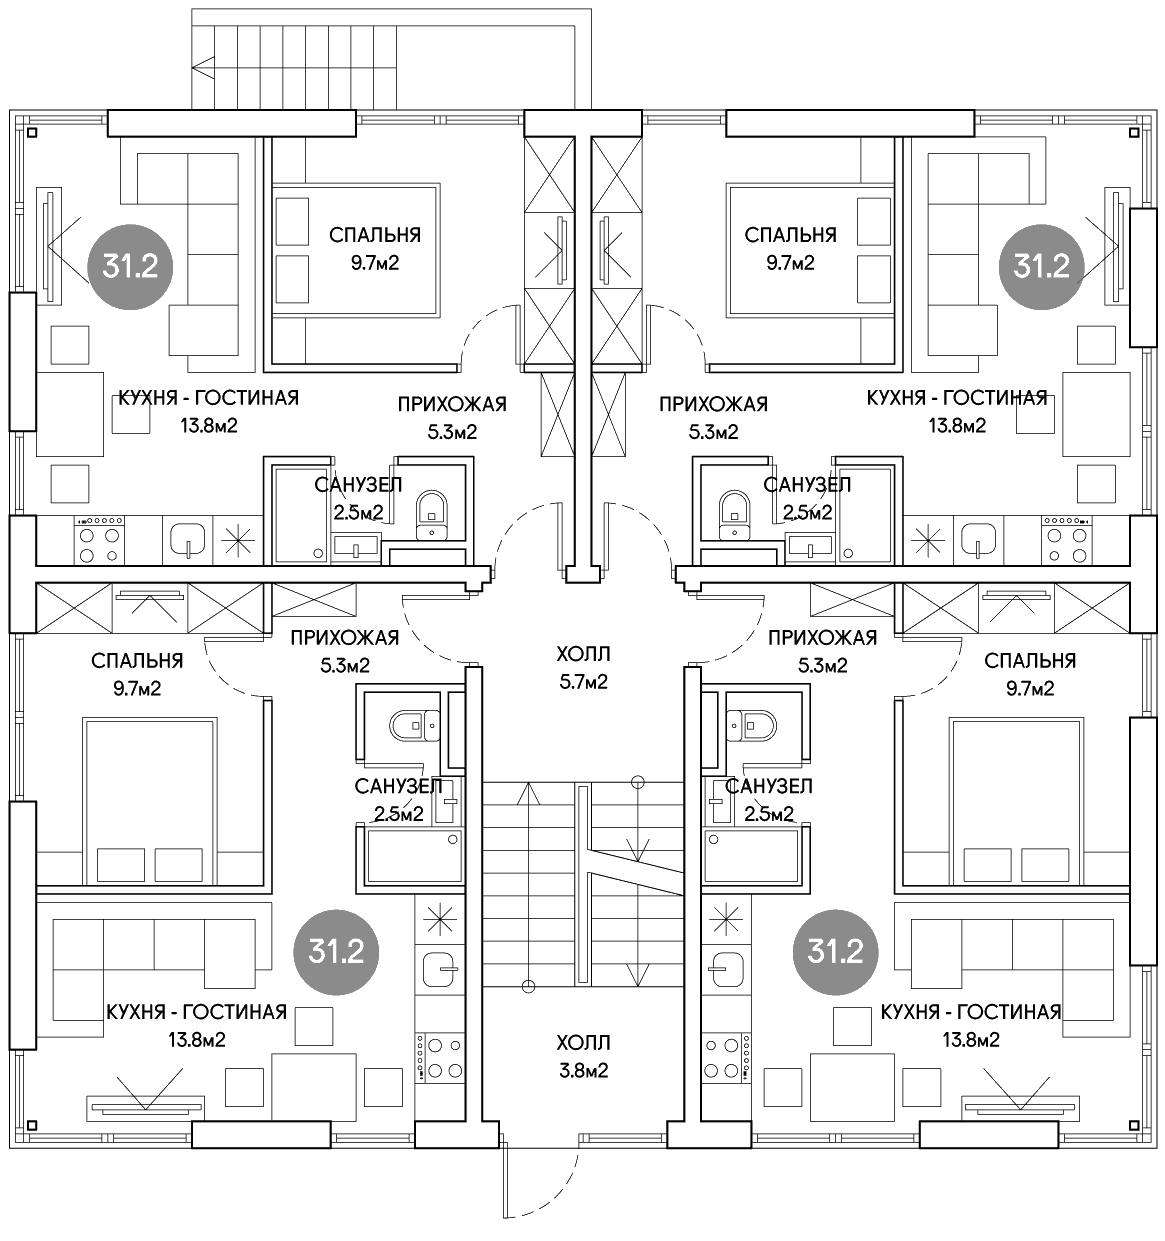 СПАЛЬНЯ
9.7м2
СПАЛЬНЯ
9.7м2
31.2
31.2
КУХНЯ - ГОСТИНАЯ
13.8м2
ПРИХОЖАЯ
5.3м2
ПРИХОЖАЯ
5.3м2
КУХНЯ - ГОСТИНАЯ
13.8м2
САНУЗЕЛ
2.5м2
САНУЗЕЛ
2.5м2
ПРИХОЖАЯ
5.3м2
ХОЛЛ
5.7м2
ПРИХОЖАЯ
5.3м2
СПАЛЬНЯ
9.7м2
СПАЛЬНЯ
9.7м2
САНУЗЕЛ
2.5м2
САНУЗЕЛ
2.5м2
31.2
31.2
КУХНЯ - ГОСТИНАЯ
13.8м2
КУХНЯ - ГОСТИНАЯ
13.8м2
ХОЛЛ
3.8м2